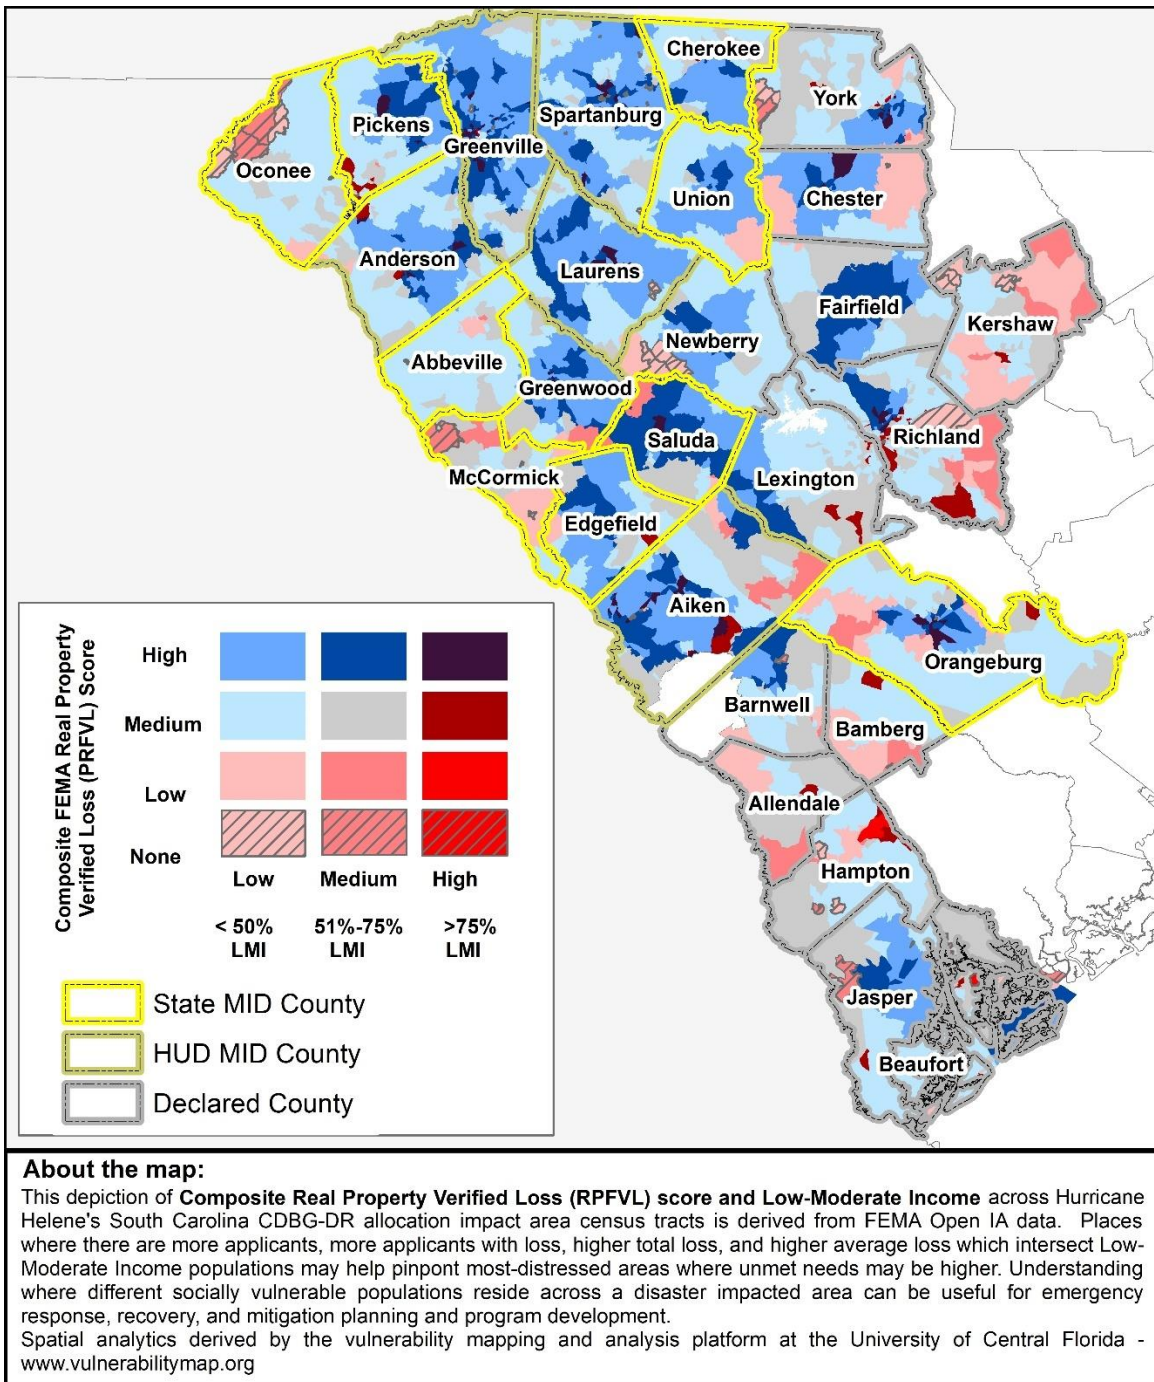 Cherokee
York
Spartanburg
Pickens
Greenville
Oconee
Union
Chester
Anderson
Laurens
Fairfield
Kershaw
Newberry
Abbeville
Greenwood
Saluda
Richland
McCormick
Lexington
Edgefield
Aiken
Orangeburg
Barnwell
Bamberg
Allendale
Hampton
Jasper
Beaufort
Composite FEMA Real Property
Verified Loss (PRFVL) Score
High
Medium
Low
None
Low Medium High
< 50% 51%-75% >75%
LMI LMI LMI
State MID County
HUD MID County
Declared County
About the map:
This depiction of Composite Real Property Verified Loss (RPFVL) score and Low-Moderate Income across Hurricane
Helene's South Carolina CDBG-DR allocation impact area census tracts is derived from FEMA Open IA data. Places
where there are more applicants, more applicants with loss, higher total loss, and higher average loss which intersect Low-
Moderate Income populations may help pinpont most-distressed areas where unmet needs may be higher. Understanding
where different socially vulnerable populations reside across a disaster impacted area can be useful for emergency
response, recovery, and mitigation planning and program development.
Spatial analytics derived by the vulnerability mapping and analysis platform at the University of Central Florida -
www.vulnerabilitymap.org